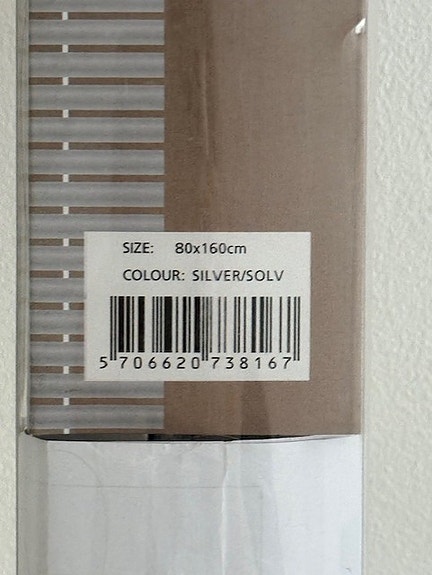 SIZE: 80x160cm
COLOUR: SILVER/SOLV
5 706620 738167